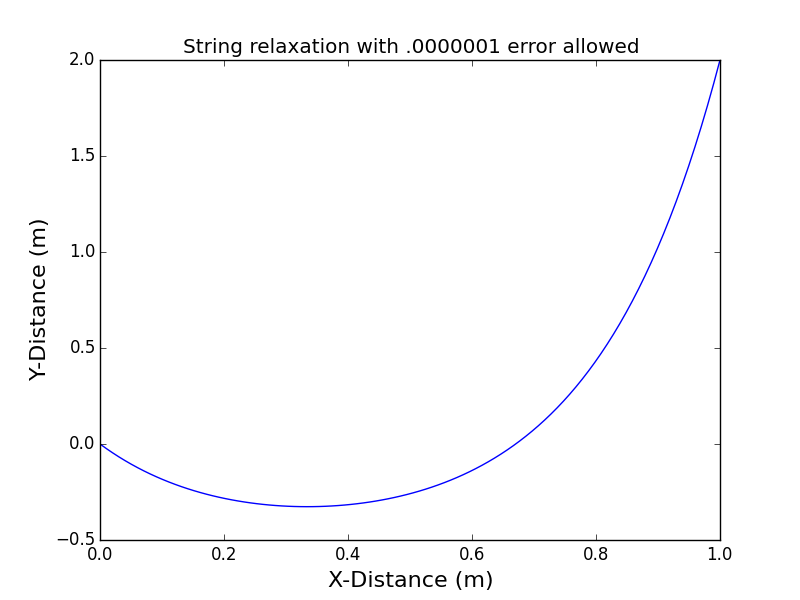 String relaxation with .0000001 error allowed
2.0
1.5
1.0
0.5
0.0
−0.5
Y-Distance (m)
0.0 0.2 0.4 0.6 0.8 1.0
X-Distance (m)